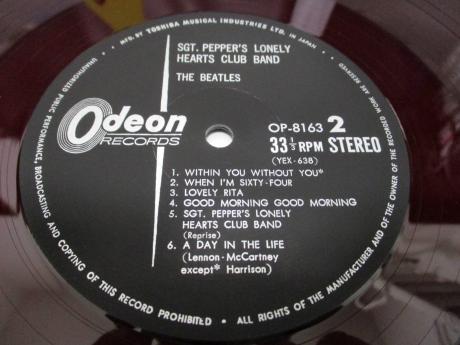 MFG. BY TOSHIBA MUSICAL INDUSTRIES LTD. IN JAPAN • ALL RIGHTS OF THE MANUFACTURER AND OF THE OWNER OF THE RECORDED WORK ARE RESERVED
UNAUTHORIZED PUBLIC PERFORMANCE, BROADCASTING AND COPYING OF THIS RECORD PROHIBITED •
SGT. PEPPER'S LONELY
HEARTS CLUB BAND
THE BEATLES
Odeon
RECORDS
OP-8163 2
33⅓ RPM STEREO
(YEX-638)
1. WITHIN YOU WITHOUT YOU*
2. WHEN I'M SIXTY-FOUR
3. LOVELY RITA
4. GOOD MORNING GOOD MORNING
5. SGT. PEPPER'S LONELY
HEARTS CLUB BAND
(Reprise)
6. A DAY IN THE LIFE
(Lennon-McCartney
except* Harrison)